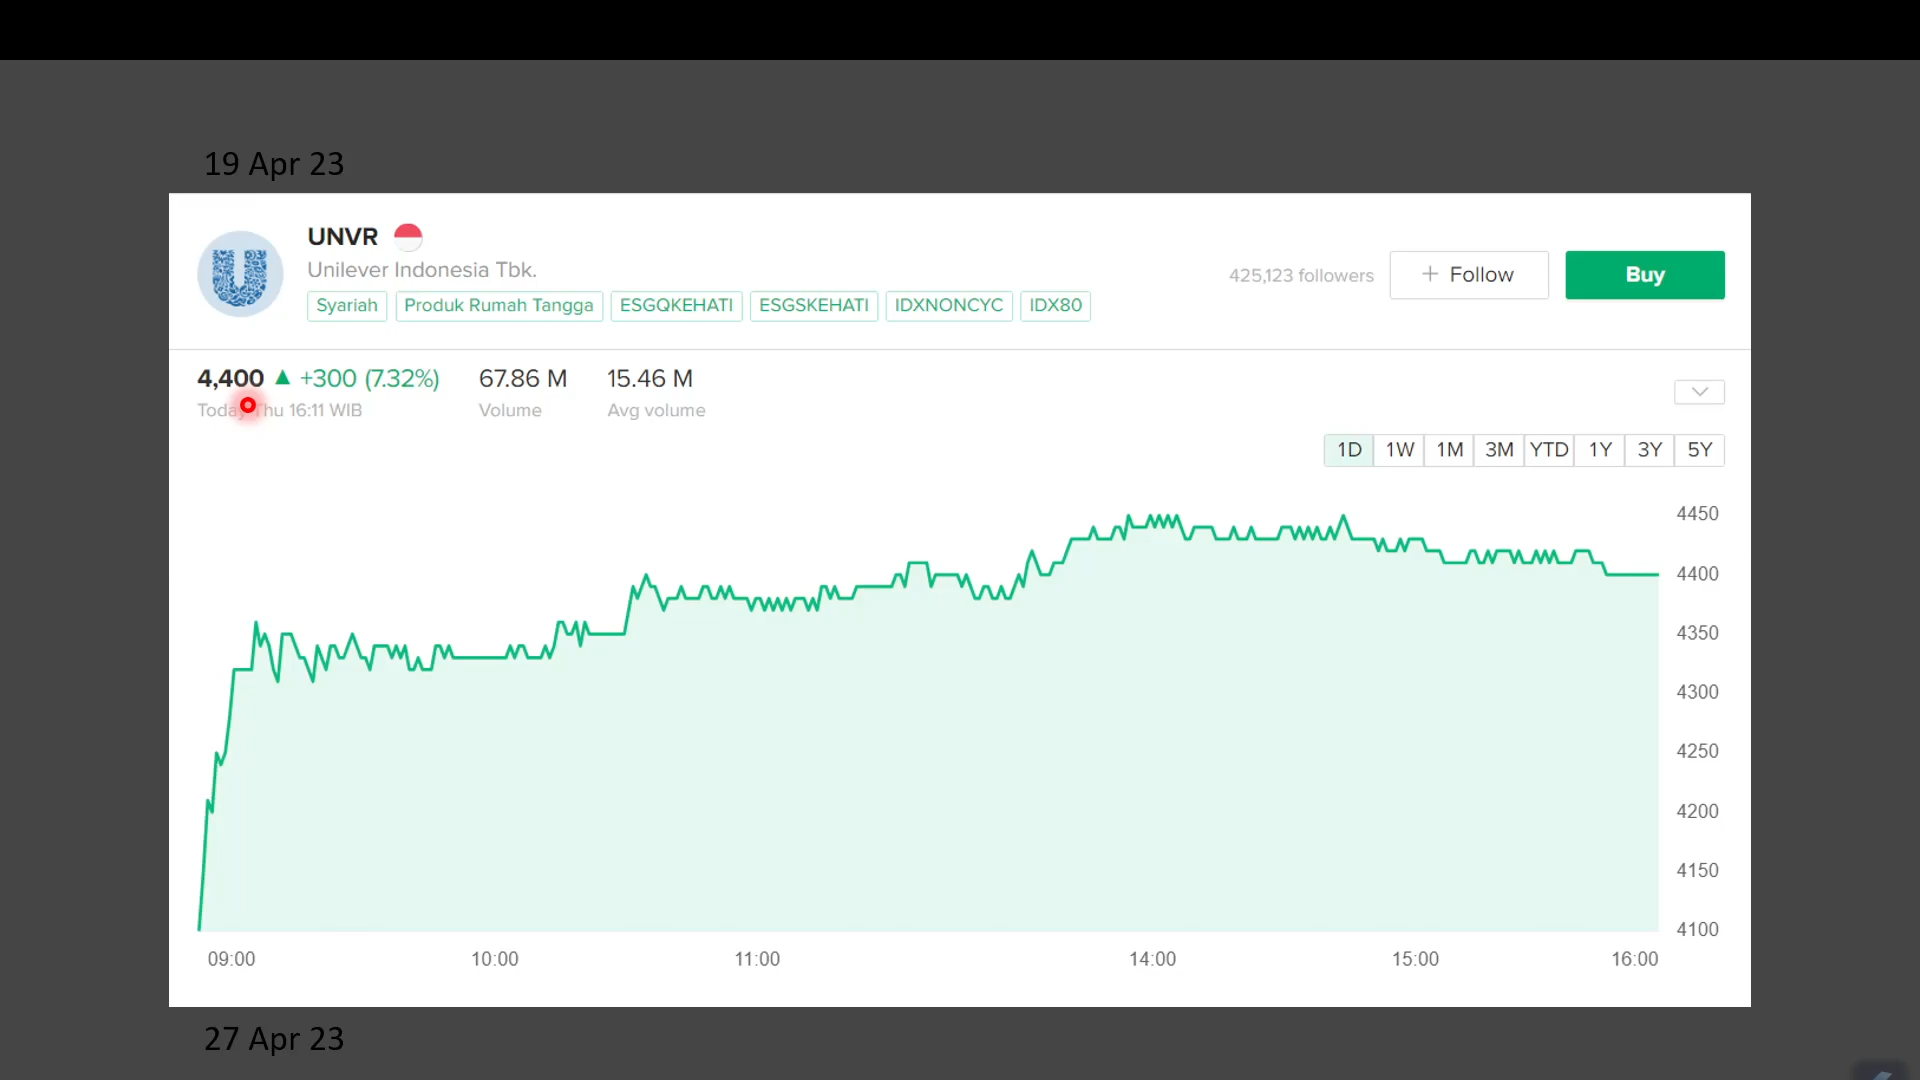 19 Apr 23
UNVR
Unilever Indonesia Tbk.
Syariah Produk Rumah Tangga ESGQKEHATI ESGSKEHATI IDXNONCYC IDX80
425,123 followers + Follow Buy
4,400 ▲ +300 (7.32%) 67.86 M 15.46 M
Today Thu 16:11 WIB Volume Avg volume
1D 1W 1M 3M YTD 1Y 3Y 5Y
4450
4400
4350
4300
4250
4200
4150
4100
09:00 10:00 11:00 14:00 15:00 16:00
27 Apr 23